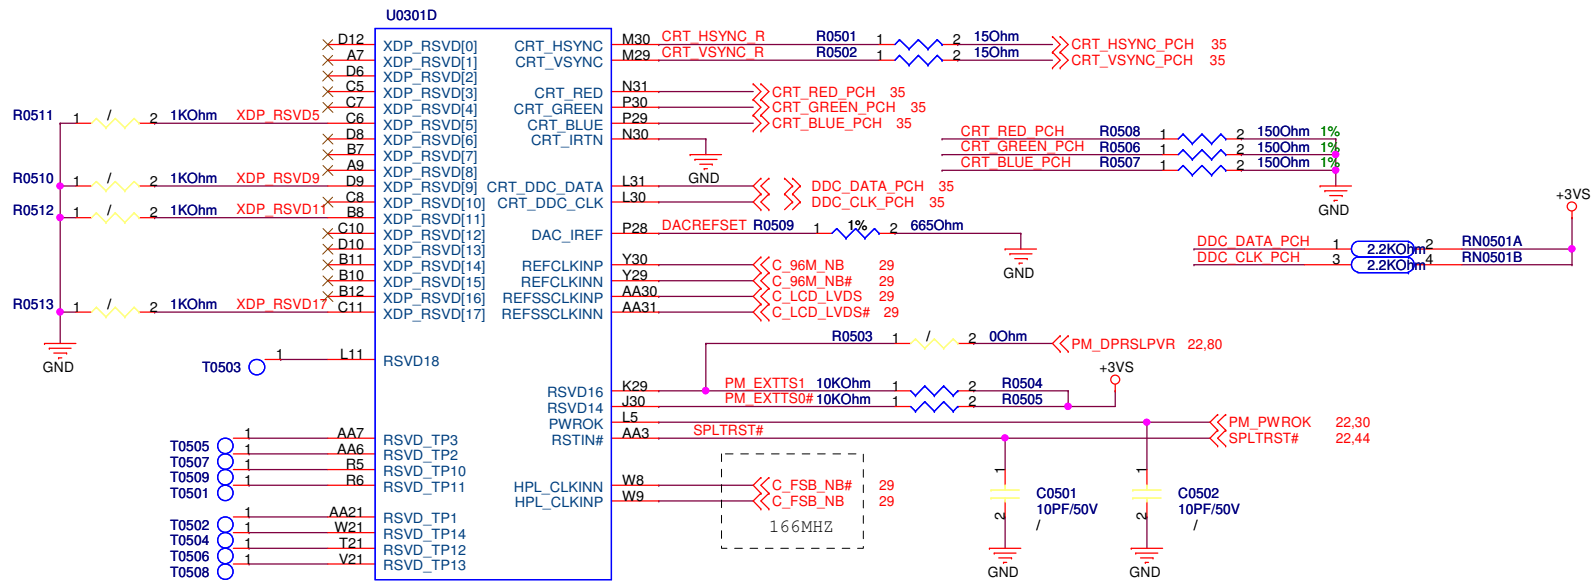 U0301D
D12 XDP_RSVD[0]
A7 XDP_RSVD[1]
D6 XDP_RSVD[2]
C5 XDP_RSVD[3]
C7 XDP_RSVD[4]
R0511 1 / 2 1KOhm XDP_RSVD5 C6 XDP_RSVD[5]
D8 XDP_RSVD[6]
B7 XDP_RSVD[7]
A9 XDP_RSVD[8]
R0510 1 / 2 1KOhm XDP_RSVD9 D9 XDP_RSVD[9]
C8 XDP_RSVD[10]
R0512 1 / 2 1KOhm XDP_RSVD11 B8 XDP_RSVD[11]
C10 XDP_RSVD[12]
D10 XDP_RSVD[13]
B11 XDP_RSVD[14]
B10 XDP_RSVD[15]
B12 XDP_RSVD[16]
R0513 1 / 2 1KOhm XDP_RSVD17 C11 XDP_RSVD[17]
GND
T0503 1 L11 RSVD18
T0505 1 AA7 RSVD_TP3
T0507 1 AA6 RSVD_TP2
T0509 1 R5 RSVD_TP10
T0501 1 R6 RSVD_TP11
T0502 1 AA21 RSVD_TP1
T0504 1 W21 RSVD_TP14
T0506 1 T21 RSVD_TP12
T0508 1 V21 RSVD_TP13
CRT_HSYNC M30 CRT_HSYNC_R R0501 1 2 15Ohm CRT_HSYNC_PCH 35
CRT_VSYNC M29 CRT_VSYNC_R R0502 1 2 15Ohm CRT_VSYNC_PCH 35
CRT_RED N31 CRT_RED_PCH 35
CRT_GREEN P30 CRT_GREEN_PCH 35
CRT_BLUE P29 CRT_BLUE_PCH 35
CRT_IRTN N30
GND
CRT_DDC_DATA L31 DDC_DATA_PCH 35
CRT_DDC_CLK L30 DDC_CLK_PCH 35
DAC_IREF P28 DACREFSET R0509 1 1% 2 665Ohm
GND
REFCLKINP Y30 C_96M_NB 29
REFCLKINN Y29 C_96M_NB# 29
REFSSCLKINP AA30 C_LCD_LVDS 29
REFSSCLKINN AA31 C_LCD_LVDS# 29
R0503 1 / 2 0Ohm PM_DPRSLPVR 22,80
+3VS
RSVD16 K29 PM_EXTTS1 10KOhm 1 2 R0504
RSVD14 J30 PM_EXTTS0# 10KOhm 1 2 R0505
PWROK L5 PM_PWROK 22,30
RSTIN# AA3 SPLTRST# SPLTRST# 22,44
HPL_CLKINN W8 C_FSB_NB# 29
HPL_CLKINP W9 C_FSB_NB 29
166MHZ
1 2 C0501
10PF/50V
/
GND
1 2 C0502
10PF/50V
/
GND
CRT_RED_PCH R0508 1 2 150Ohm 1%
CRT_GREEN_PCH R0506 1 2 150Ohm 1%
CRT_BLUE_PCH R0507 1 2 150Ohm 1%
GND
+3VS
DDC_DATA_PCH 1 2.2KOhm 2 RN0501A
DDC_CLK_PCH 3 2.2KOhm 4 RN0501B